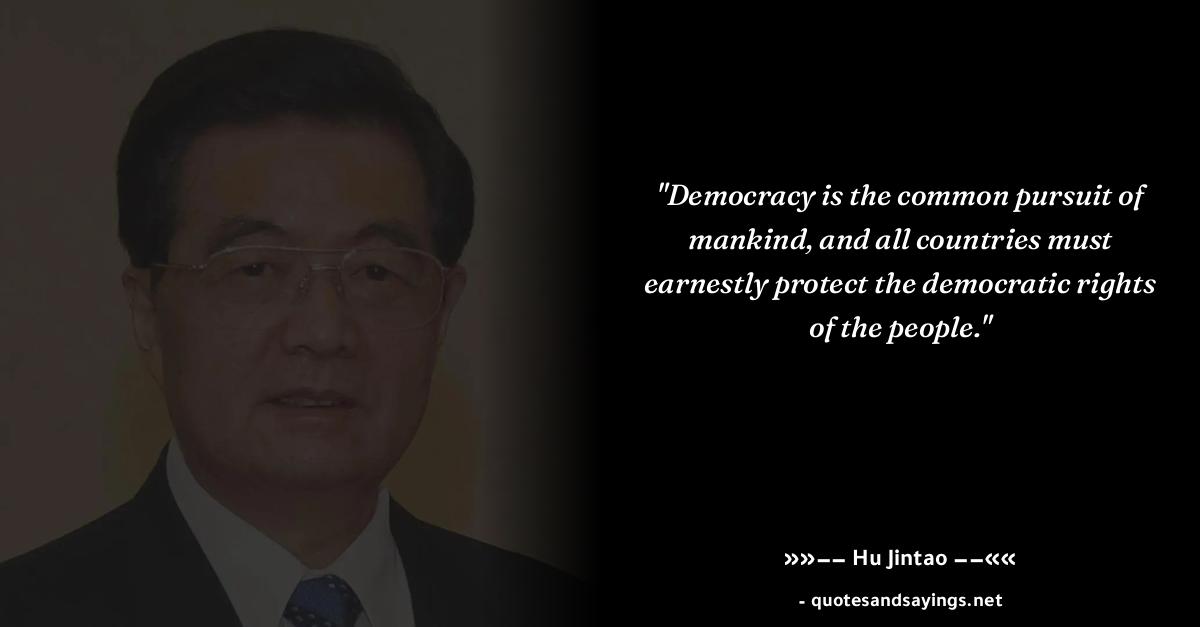 "Democracy is the common pursuit of
mankind, and all countries must
earnestly protect the democratic rights
of the people."
»»—— Hu Jintao ——««
- quotesandsayings.net